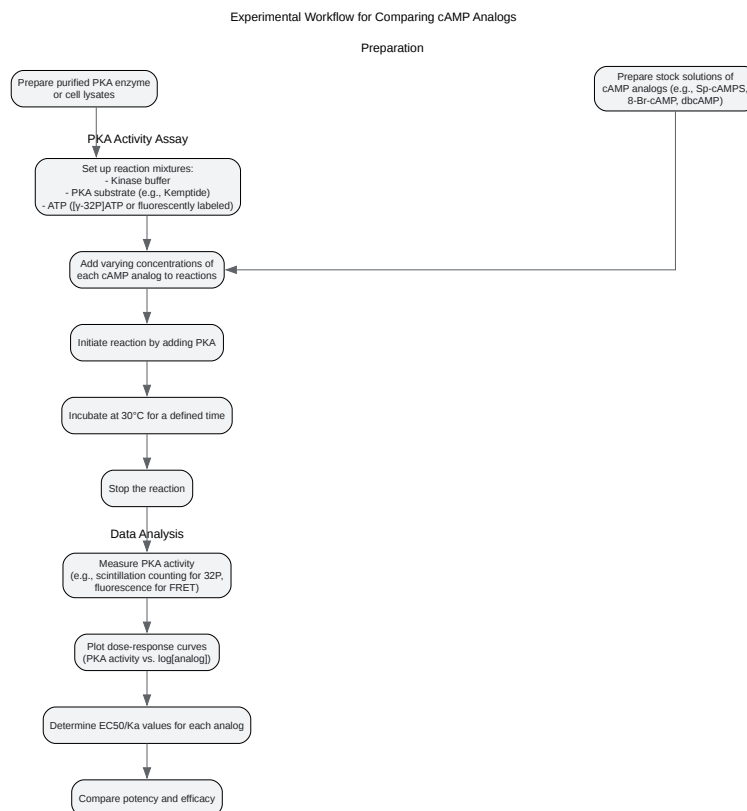 Experimental Workflow for Comparing cAMP Analogs
Preparation
Prepare purified PKA enzyme
or cell lysates
Prepare stock solutions of
cAMP analogs (e.g., Sp-cAMPS,
8-Br-cAMP, dbcAMP)
PKA Activity Assay
Set up reaction mixtures:
- Kinase buffer
- PKA substrate (e.g., Kemptide)
- ATP ([γ-32P]ATP or fluorescently labeled)
Add varying concentrations of
each cAMP analog to reactions
Initiate reaction by adding PKA
Incubate at 30°C for a defined time
Stop the reaction
Data Analysis
Measure PKA activity
(e.g., scintillation counting for 32P,
fluorescence for FRET)
Plot dose-response curves
(PKA activity vs. log[analog])
Determine EC50/Ka values for each analog
Compare potency and efficacy